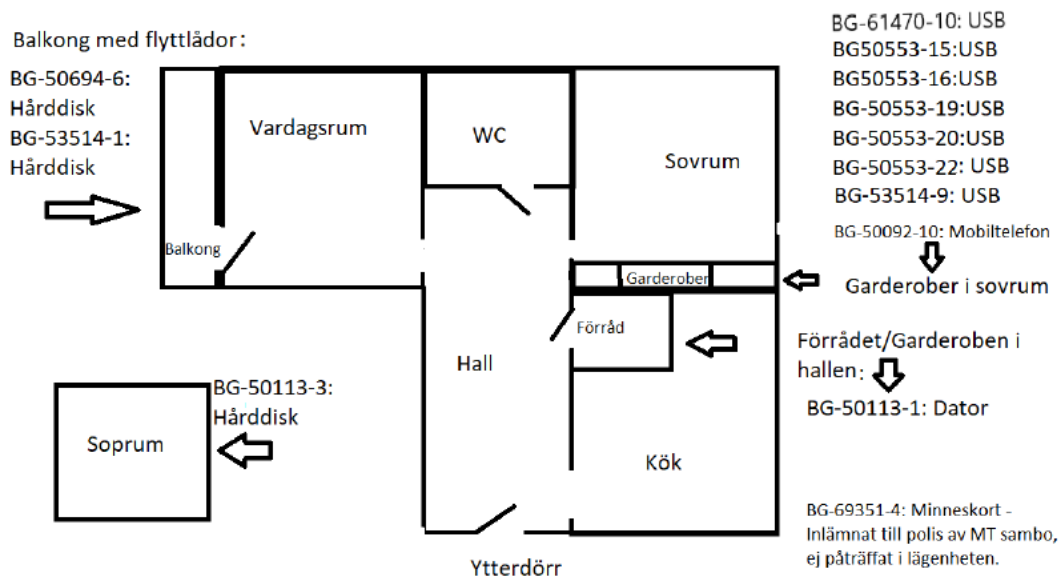 Balkong med flyttlådor:
BG-50694-6:
Hårddisk
BG-53514-1:
Hårddisk
Balkong
Vardagsrum
WC
Sovrum
Garderober
Förråd
Hall
Kök
Ytterdörr
Soprum
BG-50113-3:
Hårddisk
BG-61470-10: USB
BG50553-15:USB
BG50553-16:USB
BG-50553-19:USB
BG-50553-20:USB
BG-50553-22: USB
BG-53514-9: USB
BG-50092-10: Mobiltelefon
Garderober i sovrum
Förrådet/Garderoben i
hallen:
BG-50113-1: Dator
BG-69351-4: Minneskort -
Inlämnat till polis av MT sambo,
ej påträffat i lägenheten.